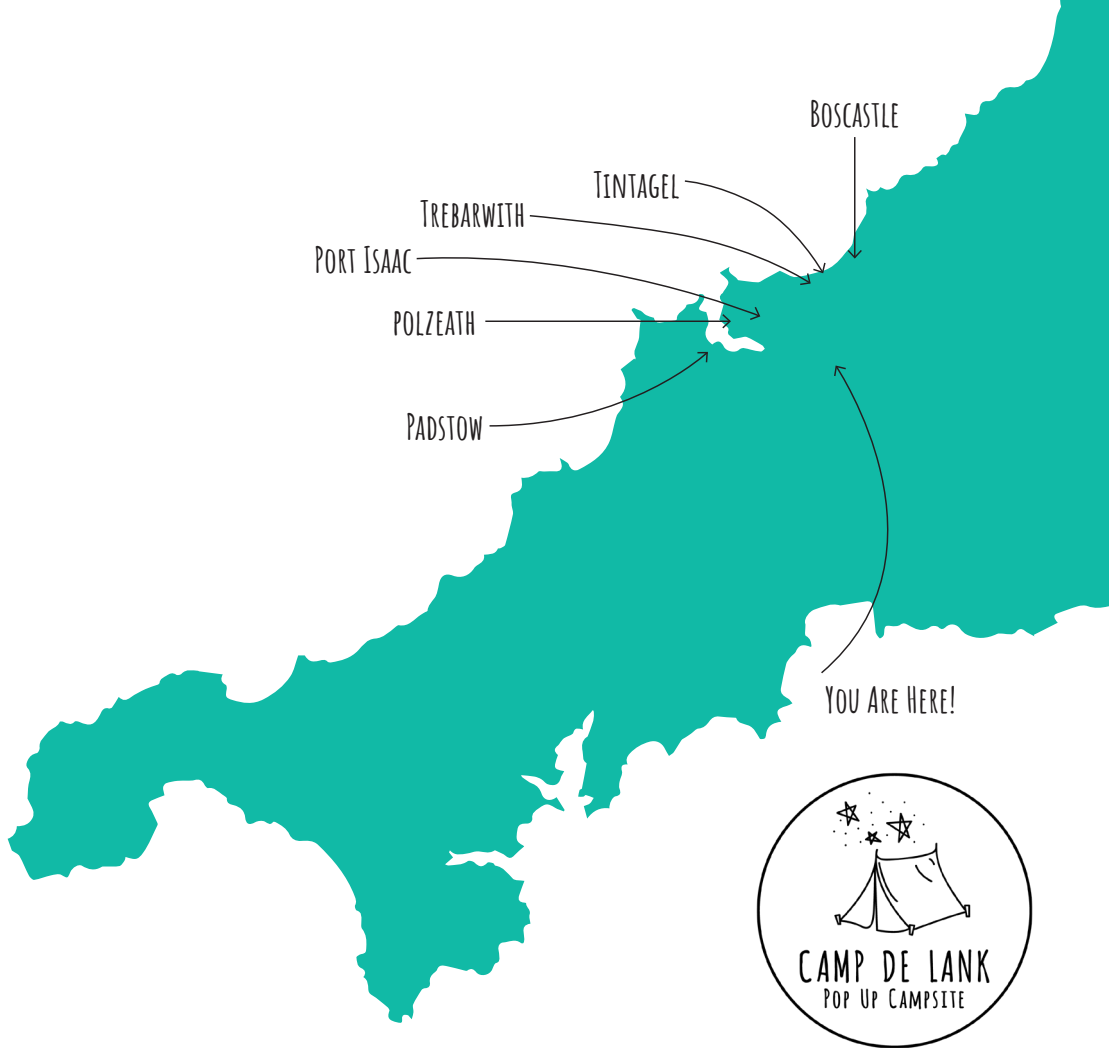 BOSCASTLE
TINTAGEL
TREBARWITH
PORT ISAAC
POLZEATH
PADSTOW
YOU ARE HERE!
CAMP DE LANK
POP UP CAMPSITE